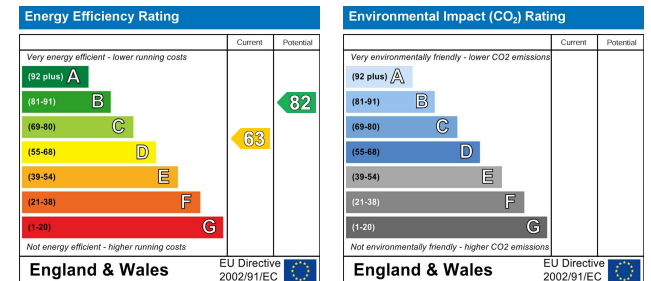 Energy Efficiency Rating
Current Potential
Very energy efficient - lower running costs
(92 plus) A
(81-91) B
82
(69-80) C
63
(55-68) D
(39-54) E
(21-38) F
(1-20) G
Not energy efficient - higher running costs
England & Wales
EU Directive
2002/91/EC
Environmental Impact (CO₂) Rating
Current Potential
Very environmentally friendly - lower CO2 emissions
(92 plus) A
(81-91) B
(69-80) C
(55-68) D
(39-54) E
(21-38) F
(1-20) G
Not environmentally friendly - higher CO2 emissions
England & Wales
EU Directive
2002/91/EC